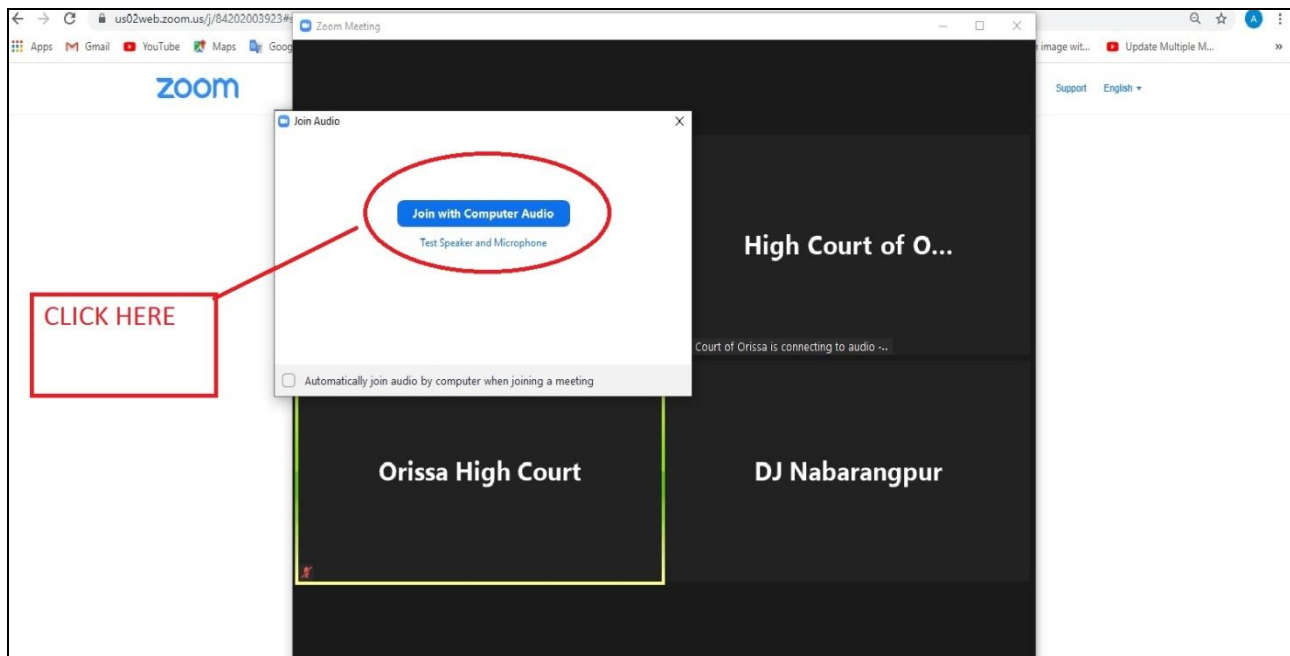 us02web.zoom.us/j/84202003923#s
Zoom Meeting
Apps Gmail YouTube Maps Goog
image wit... Update Multiple M... »
zoom
Support English
Join Audio
Join with Computer Audio
Test Speaker and Microphone
CLICK HERE
High Court of O...
Court of Orissa is connecting to audio -...
Automatically join audio by computer when joining a meeting
Orissa High Court
DJ Nabarangpur
A